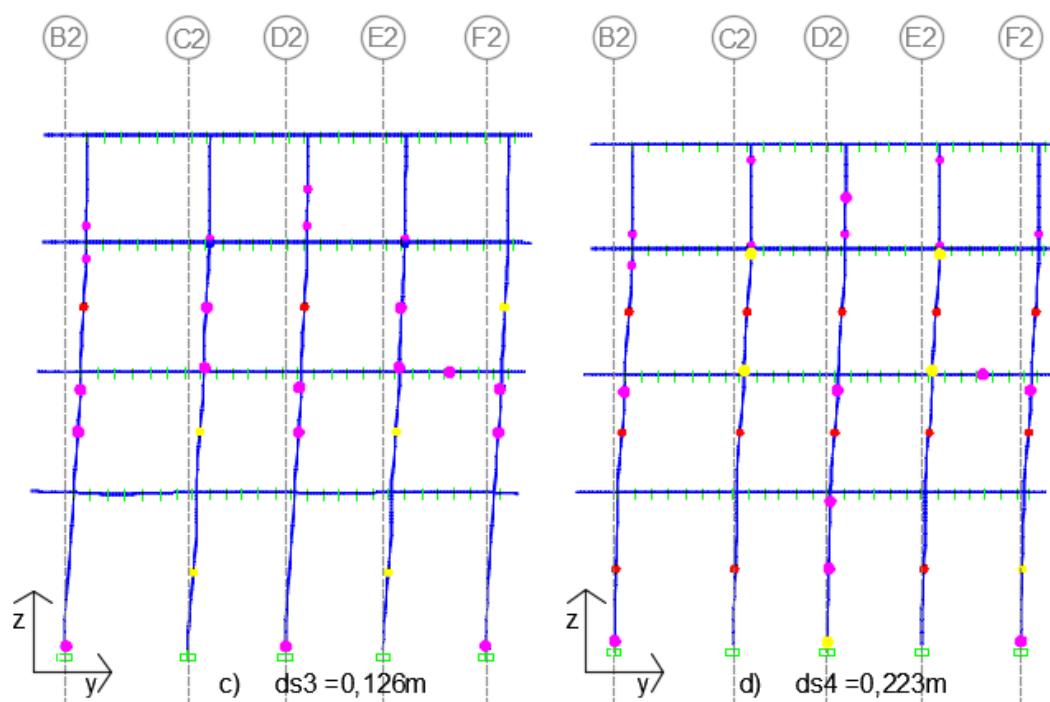 B2 C2 D2 E2 F2
B2 C2 D2 E2 F2
z
y
c) ds3 =0,126m
z
y
d) ds4 =0,223m